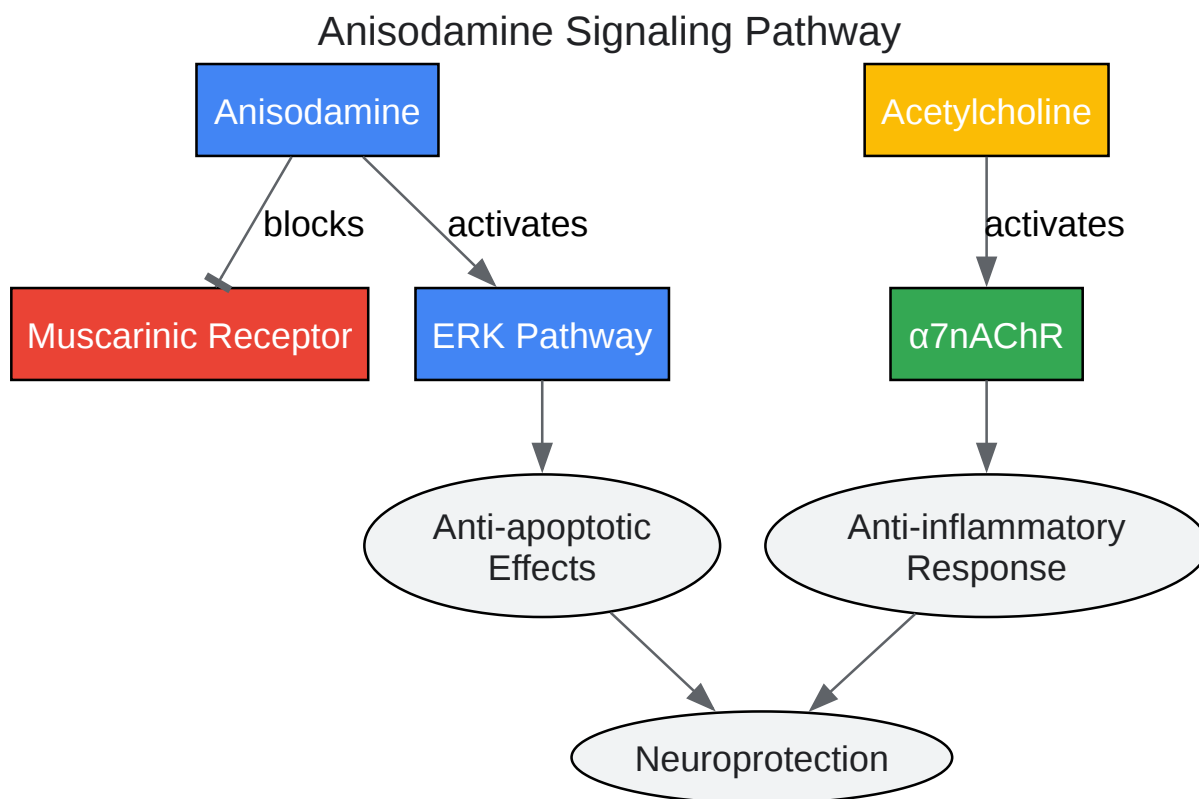 Anisodamine Signaling Pathway
Anisodamine
Acetylcholine
blocks
activates
activates
Muscarinic Receptor
ERK Pathway
α7nAChR
Anti-apoptotic
Effects
Anti-inflammatory
Response
Neuroprotection